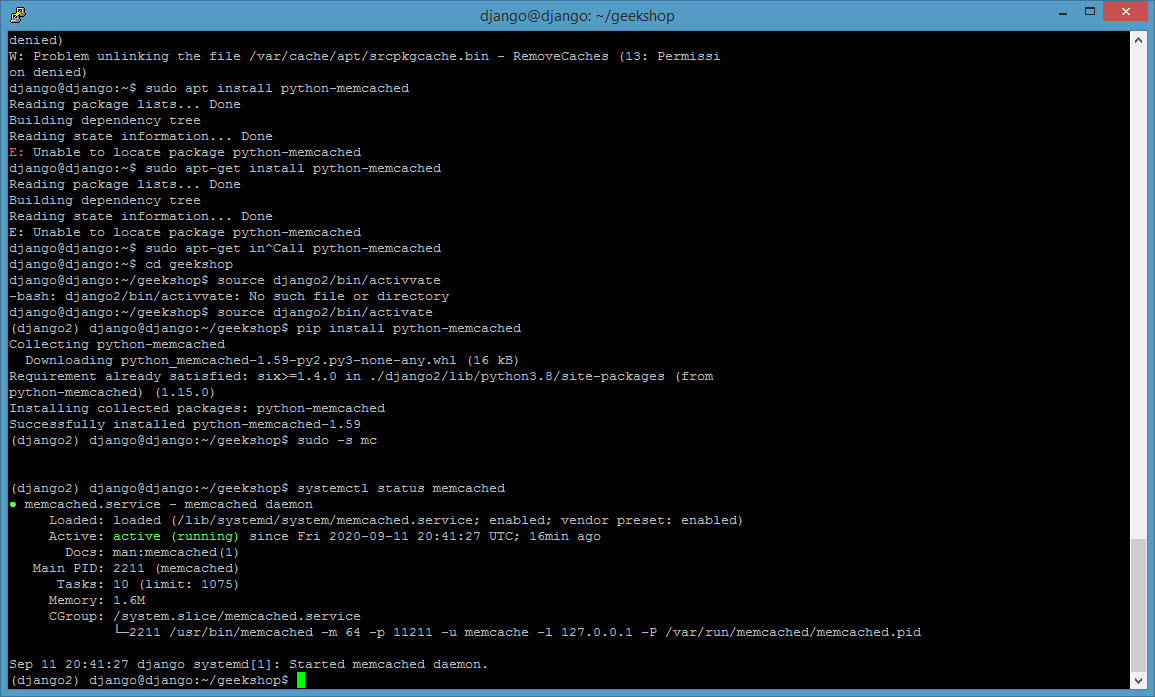 django@django: ~/geekshop
denied)
W: Problem unlinking the file /var/cache/apt/srcpkgcache.bin - RemoveCaches (13: Permissi
on denied)
django@django:~$ sudo apt install python-memcached
Reading package lists... Done
Building dependency tree
Reading state information... Done
E: Unable to locate package python-memcached
django@django:~$ sudo apt-get install python-memcached
Reading package lists... Done
Building dependency tree
Reading state information... Done
E: Unable to locate package python-memcached
django@django:~$ sudo apt-get in^Call python-memcached
django@django:~$ cd geekshop
django@django:~/geekshop$ source django2/bin/activvate
-bash: django2/bin/activvate: No such file or directory
django@django:~/geekshop$ source django2/bin/activate
(django2) django@django:~/geekshop$ pip install python-memcached
Collecting python-memcached
  Downloading python_memcached-1.59-py2.py3-none-any.whl (16 kB)
Requirement already satisfied: six>=1.4.0 in ./django2/lib/python3.8/site-packages (from
python-memcached) (1.15.0)
Installing collected packages: python-memcached
Successfully installed python-memcached-1.59
(django2) django@django:~/geekshop$ sudo -s mc
(django2) django@django:~/geekshop$ systemctl status memcached
● memcached.service - memcached daemon
     Loaded: loaded (/lib/systemd/system/memcached.service; enabled; vendor preset: enabled)
     Active: active (running) since Fri 2020-09-11 20:41:27 UTC; 16min ago
       Docs: man:memcached(1)
   Main PID: 2211 (memcached)
      Tasks: 10 (limit: 1075)
     Memory: 1.6M
     CGroup: /system.slice/memcached.service
             └─2211 /usr/bin/memcached -m 64 -p 11211 -u memcache -l 127.0.0.1 -P /var/run/memcached/memcached.pid
Sep 11 20:41:27 django systemd[1]: Started memcached daemon.
(django2) django@django:~/geekshop$